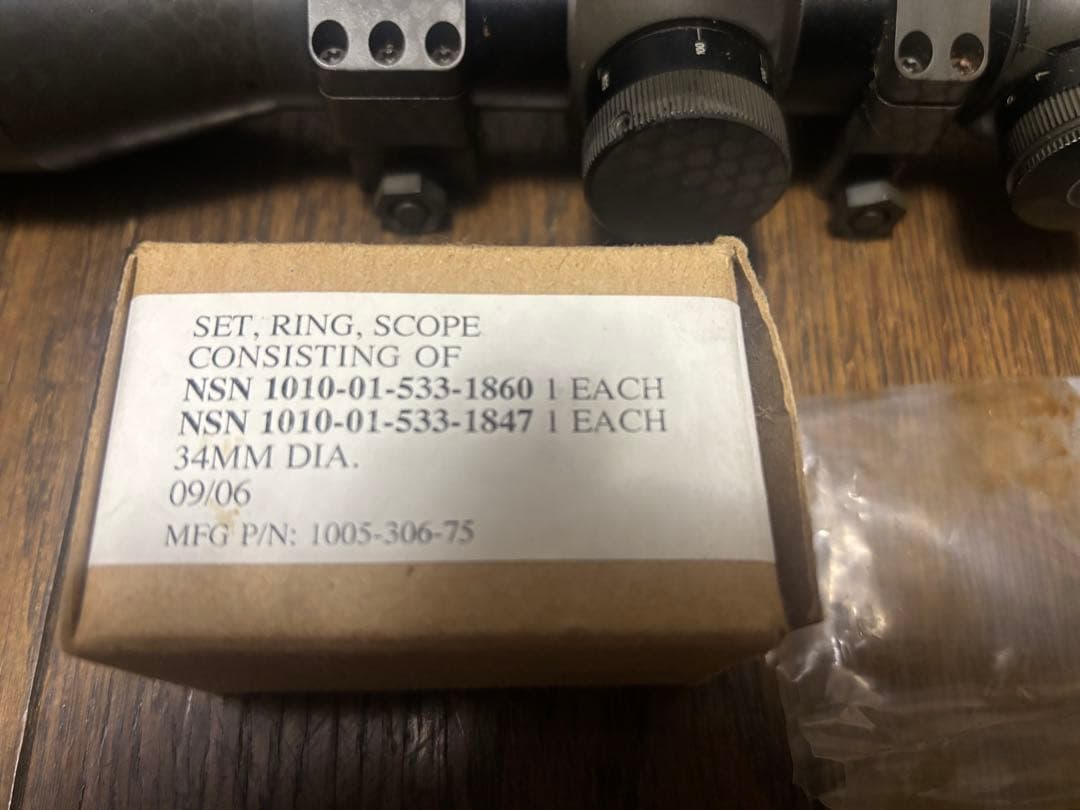 100
SET, RING, SCOPE
CONSISTING OF
NSN 1010-01-533-1860 1 EACH
NSN 1010-01-533-1847 1 EACH
34MM DIA.
09/06
MFG P/N: 1005-306-75